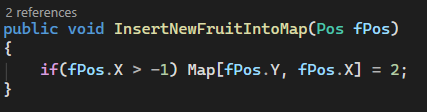 2 references
public void InsertNewFruitIntoMap(Pos fPos)
{
    if(fPos.X > -1) Map[fPos.Y, fPos.X] = 2;
}